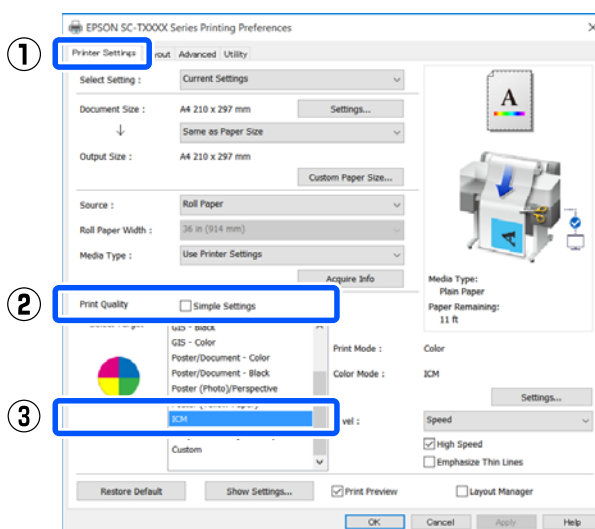 EPSON SC-TXXXX Series Printing Preferences
1
Printer Settings
Advanced
Utility
Select Setting :
Current Settings
Document Size :
A4 210 x 297 mm
Settings...
Same as Paper Size
Output Size :
A4 210 x 297 mm
Custom Paper Size...
A
Source :
Roll Paper
Roll Paper Width :
36 in (914 mm)
Media Type :
Use Printer Settings
Acquire Info
Media Type:
Plain Paper
Paper Remaining:
11 ft
2
Print Quality
Simple Settings
GIS - Black
GIS - Color
Poster/Document - Color
Poster/Document - Black
Poster (Photo)/Perspective
3
ICM
Custom
Print Mode :
Color
Color Mode :
ICM
Settings...
Speed
High Speed
Emphasize Thin Lines
Restore Default
Show Settings...
Print Preview
Layout Manager
OK
Cancel
Apply
Help